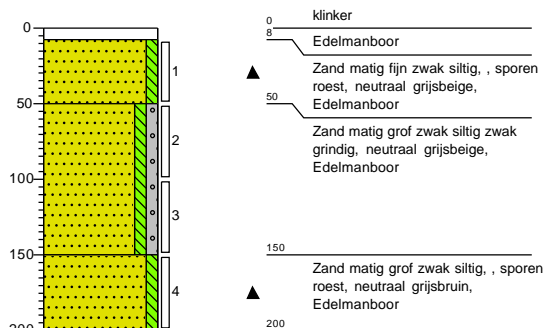 0
klinker
0
8
Edelmanboor
1
Zand matig fijn zwak siltig, , sporen
roest, neutraal grijsbeige,
Edelmanboor
50
50
Zand matig grof zwak siltig zwak
grindig, neutraal grijsbeige,
Edelmanboor
2
100
3
150
150
Zand matig grof zwak siltig, , sporen
roest, neutraal grijsbruin,
Edelmanboor
4
200
200